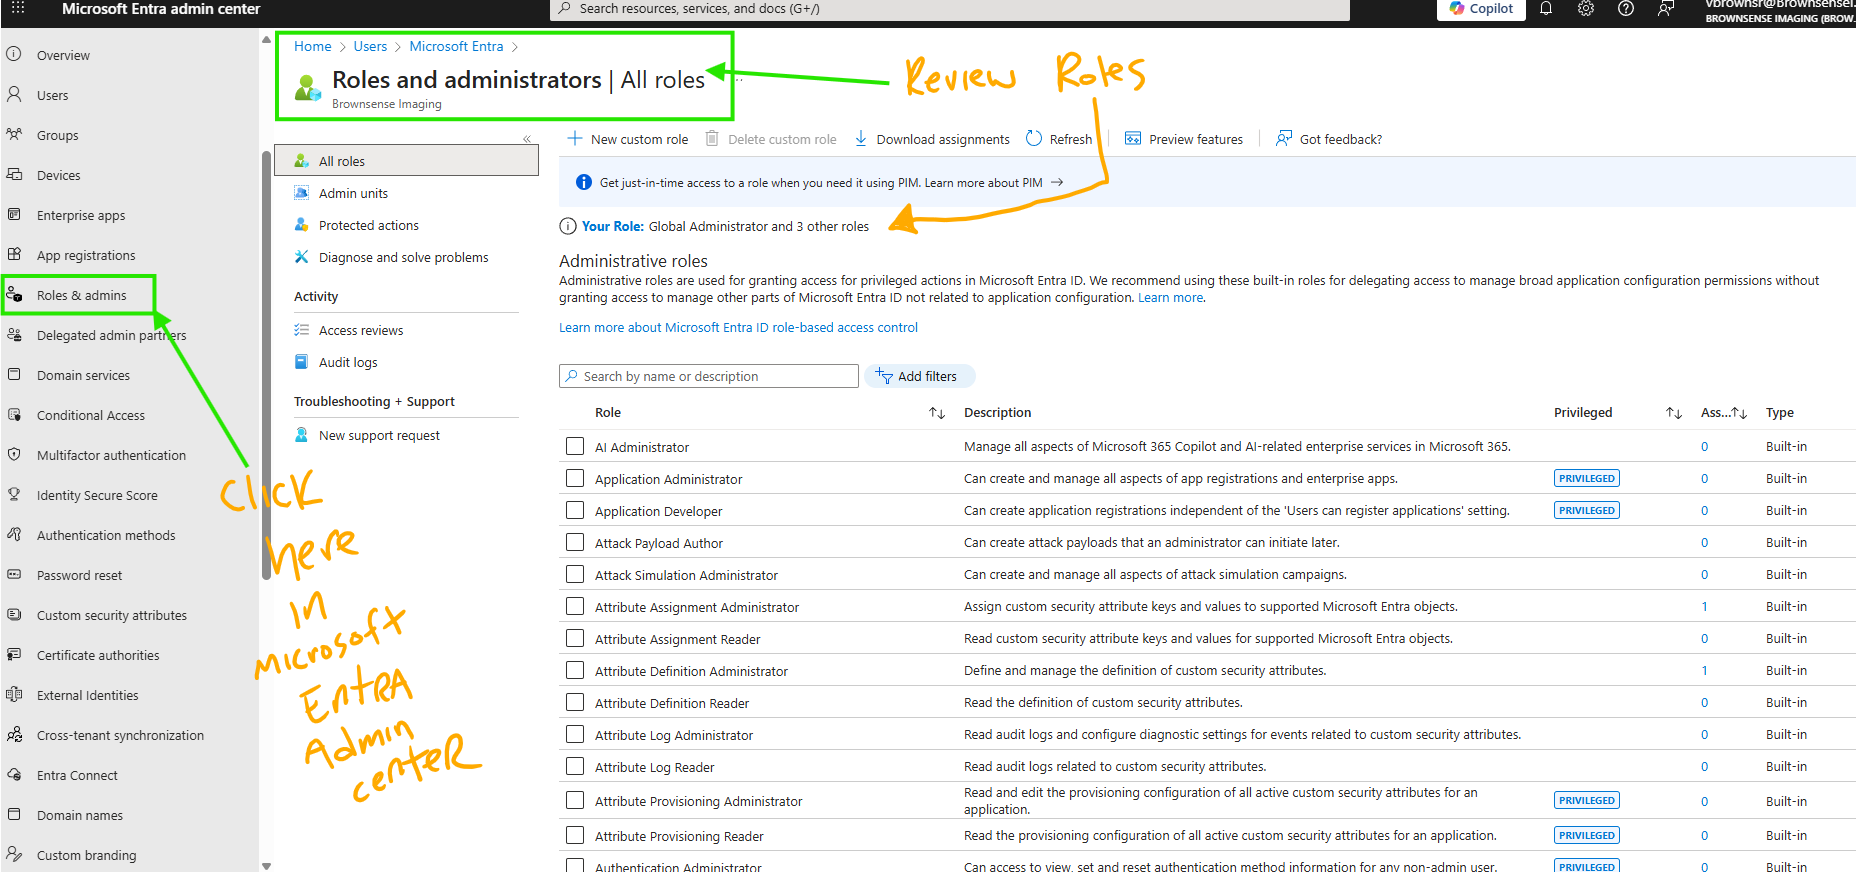 Microsoft Entra admin center
Search resources, services, and docs (G+/)
Copilot
BROWNSENSE IMAGING (BROW...
Overview
Users
Groups
Devices
Enterprise apps
App registrations
Roles & admins
Delegated admin partners
Domain services
Conditional Access
Multifactor authentication
Identity Secure Score
Authentication methods
Password reset
Custom security attributes
Certificate authorities
External Identities
Cross-tenant synchronization
Entra Connect
Domain names
Custom branding
Home > Users > Microsoft Entra >
Roles and administrators | All roles
Brownsense Imaging
Review Roles
«
All roles
Admin units
Protected actions
Diagnose and solve problems
Activity
Access reviews
Audit logs
Troubleshooting + Support
New support request
Click
here
in
Microsoft
Entra
Admin
center
New custom role Delete custom role Download assignments Refresh Preview features Got feedback?
Get just-in-time access to a role when you need it using PIM. Learn more about PIM →
Your Role: Global Administrator and 3 other roles
Administrative roles
Administrative roles are used for granting access for privileged actions in Microsoft Entra ID. We recommend using these built-in roles for delegating access to manage broad application configuration permissions without
granting access to manage other parts of Microsoft Entra ID not related to application configuration. Learn more.
Learn more about Microsoft Entra ID role-based access control
Search by name or description Add filters
Role Description Privileged Ass... Type
AI Administrator Manage all aspects of Microsoft 365 Copilot and AI-related enterprise services in Microsoft 365. 0 Built-in
Application Administrator Can create and manage all aspects of app registrations and enterprise apps. PRIVILEGED 0 Built-in
Application Developer Can create application registrations independent of the 'Users can register applications' setting. PRIVILEGED 0 Built-in
Attack Payload Author Can create attack payloads that an administrator can initiate later. 0 Built-in
Attack Simulation Administrator Can create and manage all aspects of attack simulation campaigns. 0 Built-in
Attribute Assignment Administrator Assign custom security attribute keys and values to supported Microsoft Entra objects. 1 Built-in
Attribute Assignment Reader Read custom security attribute keys and values for supported Microsoft Entra objects. 0 Built-in
Attribute Definition Administrator Define and manage the definition of custom security attributes. 1 Built-in
Attribute Definition Reader Read the definition of custom security attributes. 0 Built-in
Attribute Log Administrator Read audit logs and configure diagnostic settings for events related to custom security attributes. 0 Built-in
Attribute Log Reader Read audit logs related to custom security attributes. 0 Built-in
Attribute Provisioning Administrator Read and edit the provisioning configuration of all active custom security attributes for an
application. PRIVILEGED 0 Built-in
Attribute Provisioning Reader Read the provisioning configuration of all active custom security attributes for an application. PRIVILEGED 0 Built-in
Authentication Administrator Can access to view, set and reset authentication method information for any non-admin user. PRIVILEGED 0 Built-in